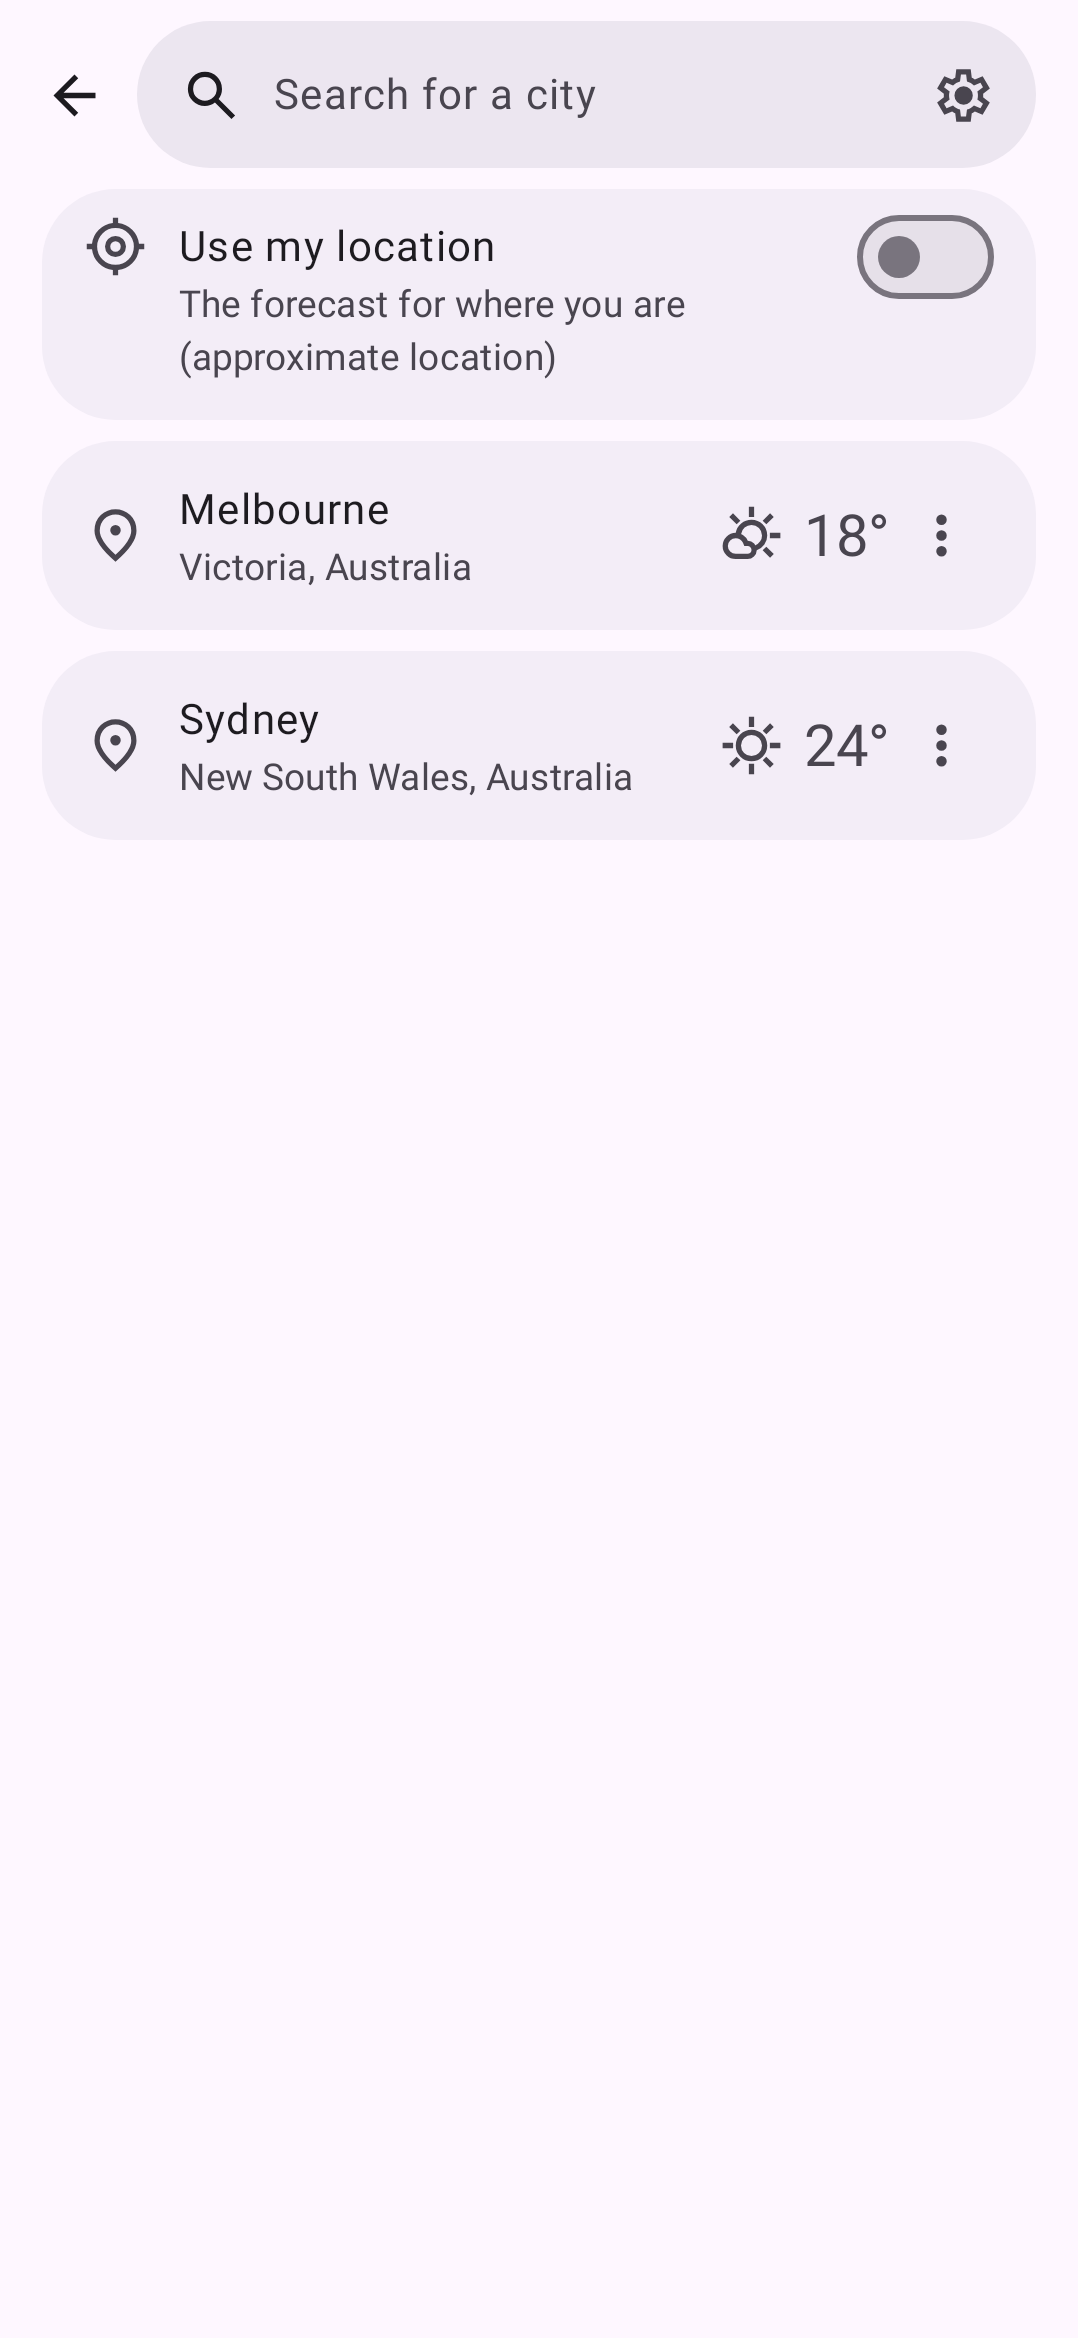 Search for a city
Use my location
The forecast for where you are
(approximate location)
Melbourne
Victoria, Australia
18°
Sydney
New South Wales, Australia
24°